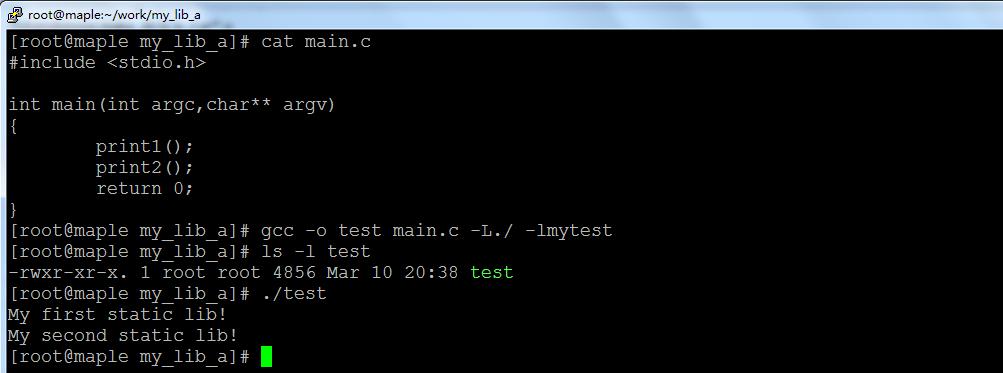 root@maple:~/work/my_lib_a
[root@maple my_lib_a]# cat main.c
#include <stdio.h>
int main(int argc,char** argv)
{
        print1();
        print2();
        return 0;
}
[root@maple my_lib_a]# gcc -o test main.c -L./ -lmytest
[root@maple my_lib_a]# ls -l test
-rwxr-xr-x. 1 root root 4856 Mar 10 20:38 test
[root@maple my_lib_a]# ./test
My first static lib!
My second static lib!
[root@maple my_lib_a]#